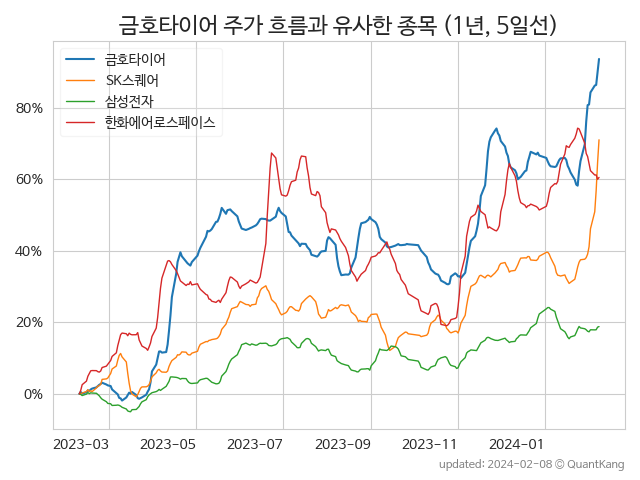 금호타이어 주가 흐름과 유사한 종목 (1년, 5일선)
금호타이어
SK스퀘어
삼성전자
한화에어로스페이스
80%
60%
40%
20%
0%
2023-03 2023-05 2023-07 2023-09 2023-11 2024-01
updated: 2024-02-08 © QuantKang